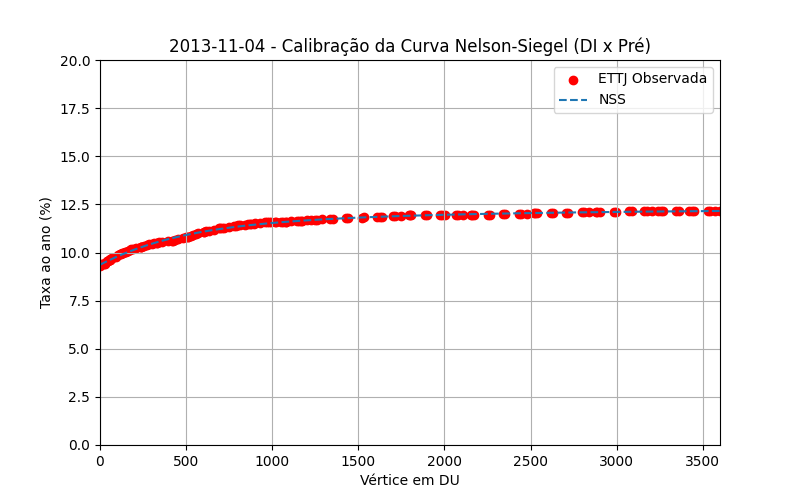 2013-11-04 - Calibração da Curva Nelson-Siegel (DI x Pré)
20.0
17.5
15.0
12.5
10.0
7.5
5.0
2.5
0.0
Taxa ao ano (%)
ETTJ Observada
NSS
0 500 1000 1500 2000 2500 3000 3500
Vértice em DU